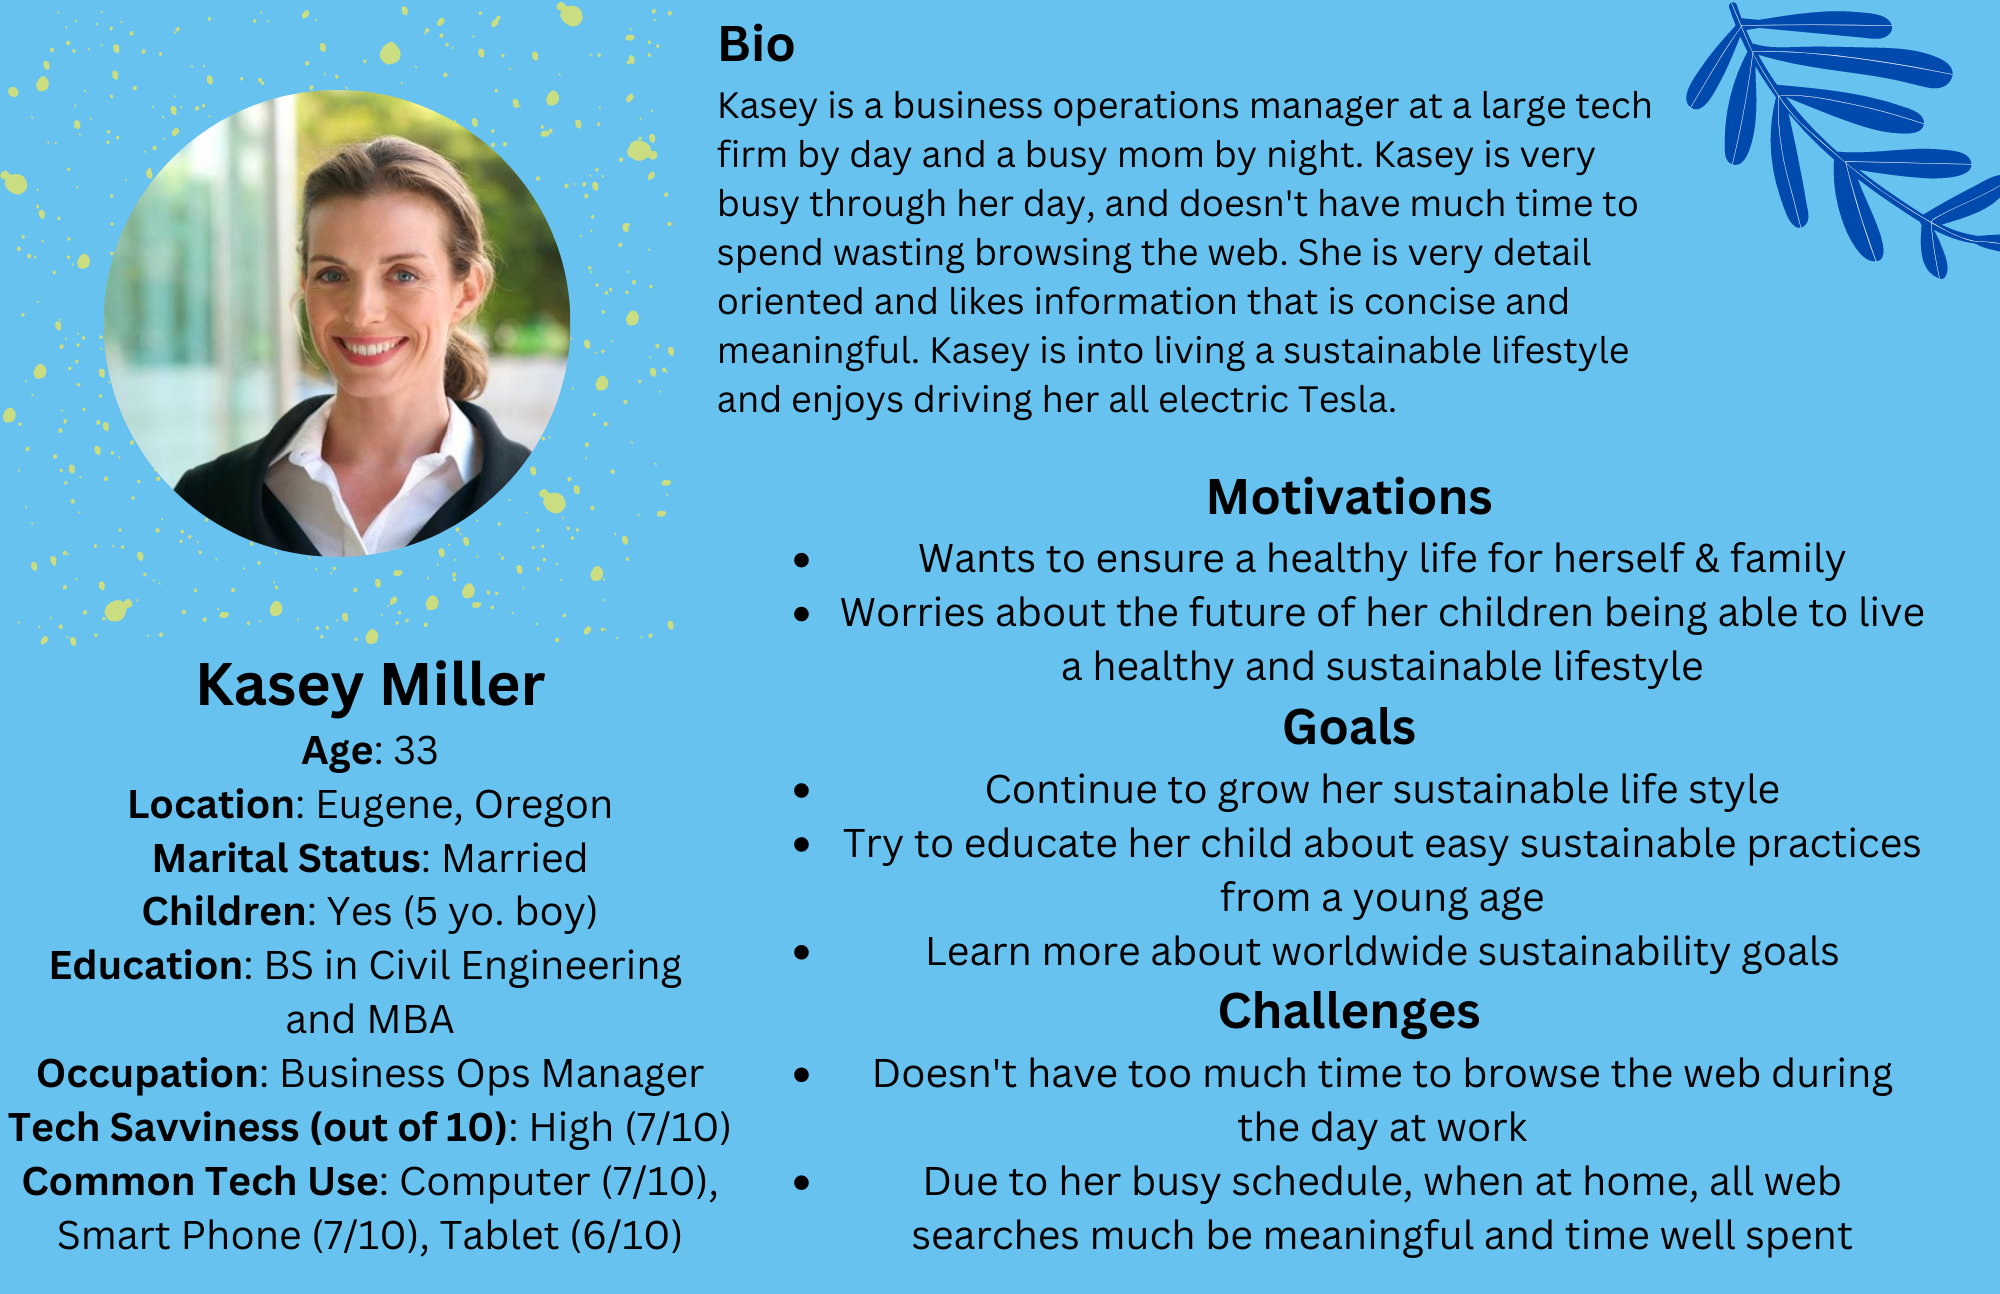 Bio
Kasey is a business operations manager at a large tech
firm by day and a busy mom by night. Kasey is very
busy through her day, and doesn't have much time to
spend wasting browsing the web. She is very detail
oriented and likes information that is concise and
meaningful. Kasey is into living a sustainable lifestyle
and enjoys driving her all electric Tesla.
Kasey Miller
Age: 33
Location: Eugene, Oregon
Marital Status: Married
Children: Yes (5 yo. boy)
Education: BS in Civil Engineering
and MBA
Occupation: Business Ops Manager
Tech Savviness (out of 10): High (7/10)
Common Tech Use: Computer (7/10),
Smart Phone (7/10), Tablet (6/10)
Motivations
• Wants to ensure a healthy life for herself & family
• Worries about the future of her children being able to live
a healthy and sustainable lifestyle
Goals
• Continue to grow her sustainable life style
• Try to educate her child about easy sustainable practices
from a young age
• Learn more about worldwide sustainability goals
Challenges
• Doesn't have too much time to browse the web during
the day at work
• Due to her busy schedule, when at home, all web
searches much be meaningful and time well spent